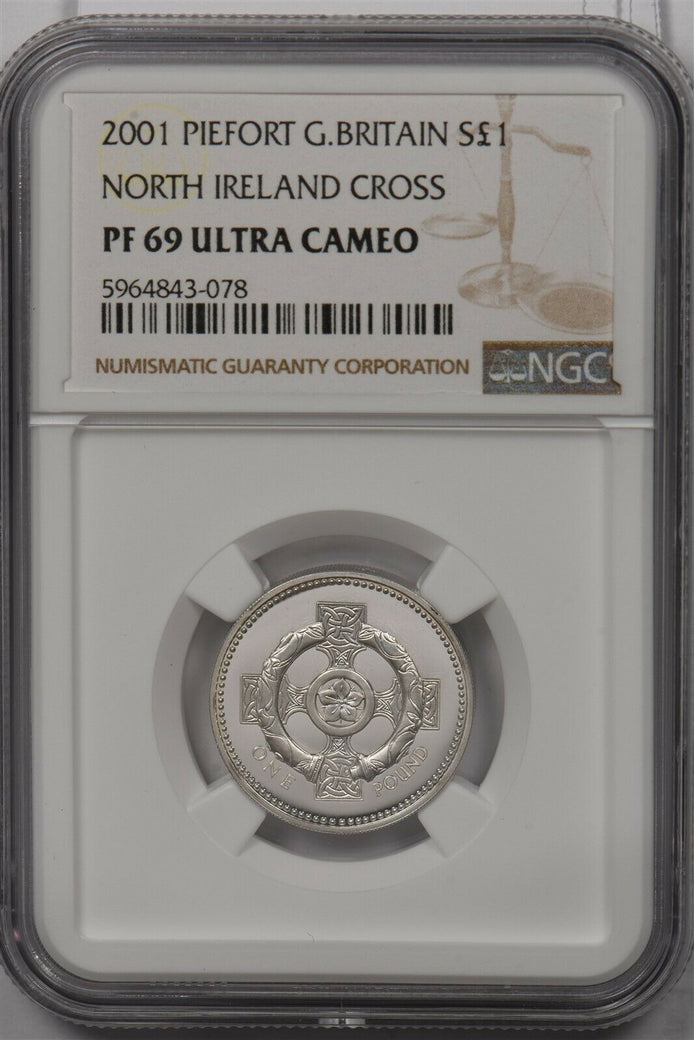 2001 PIEFORT G.BRITAIN S£1
NORTH IRELAND CROSS
PF 69 ULTRA CAMEO
5964843-078
NUMISMATIC GUARANTY CORPORATION
NGC
ONE POUND